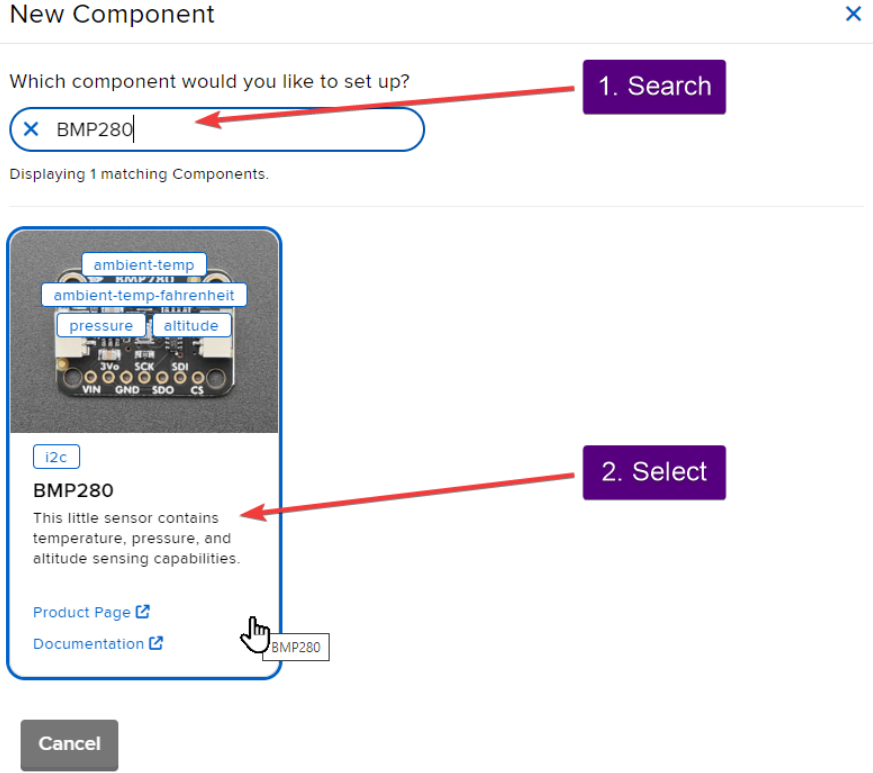 New Component
Which component would you like to set up?
1. Search
BMP280
Displaying 1 matching Components.
ambient-temp
BMP280
ambient-temp-fahrenheit
pressure altitude
3Vo SCK SDI
VIN GND SDO CS
i2c
2. Select
BMP280
This little sensor contains
temperature, pressure, and
altitude sensing capabilities.
Product Page
Documentation
BMP280
Cancel